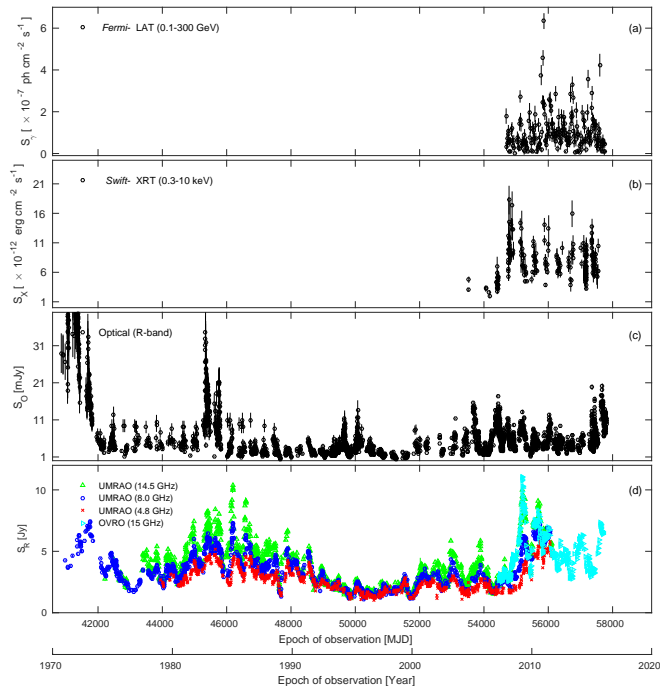 Fermi- LAT (0.1-300 GeV)
(a)
6
4
2
0
S_γ [ × 10^-7 ph cm^-2 s^-1 ]
Swift- XRT (0.3-10 keV)
(b)
21
16
11
6
1
S_X [ × 10^-12 erg cm^-2 s^-1 ]
Optical (R-band)
(c)
31
21
11
1
S_O [mJy]
UMRAO (14.5 GHz)
UMRAO (8.0 GHz)
UMRAO (4.8 GHz)
OVRO (15 GHz)
(d)
10
5
0
S_R [Jy]
42000 44000 46000 48000 50000 52000 54000 56000 58000
Epoch of observation [MJD]
1970 1980 1990 2000 2010 2020
Epoch of observation [Year]